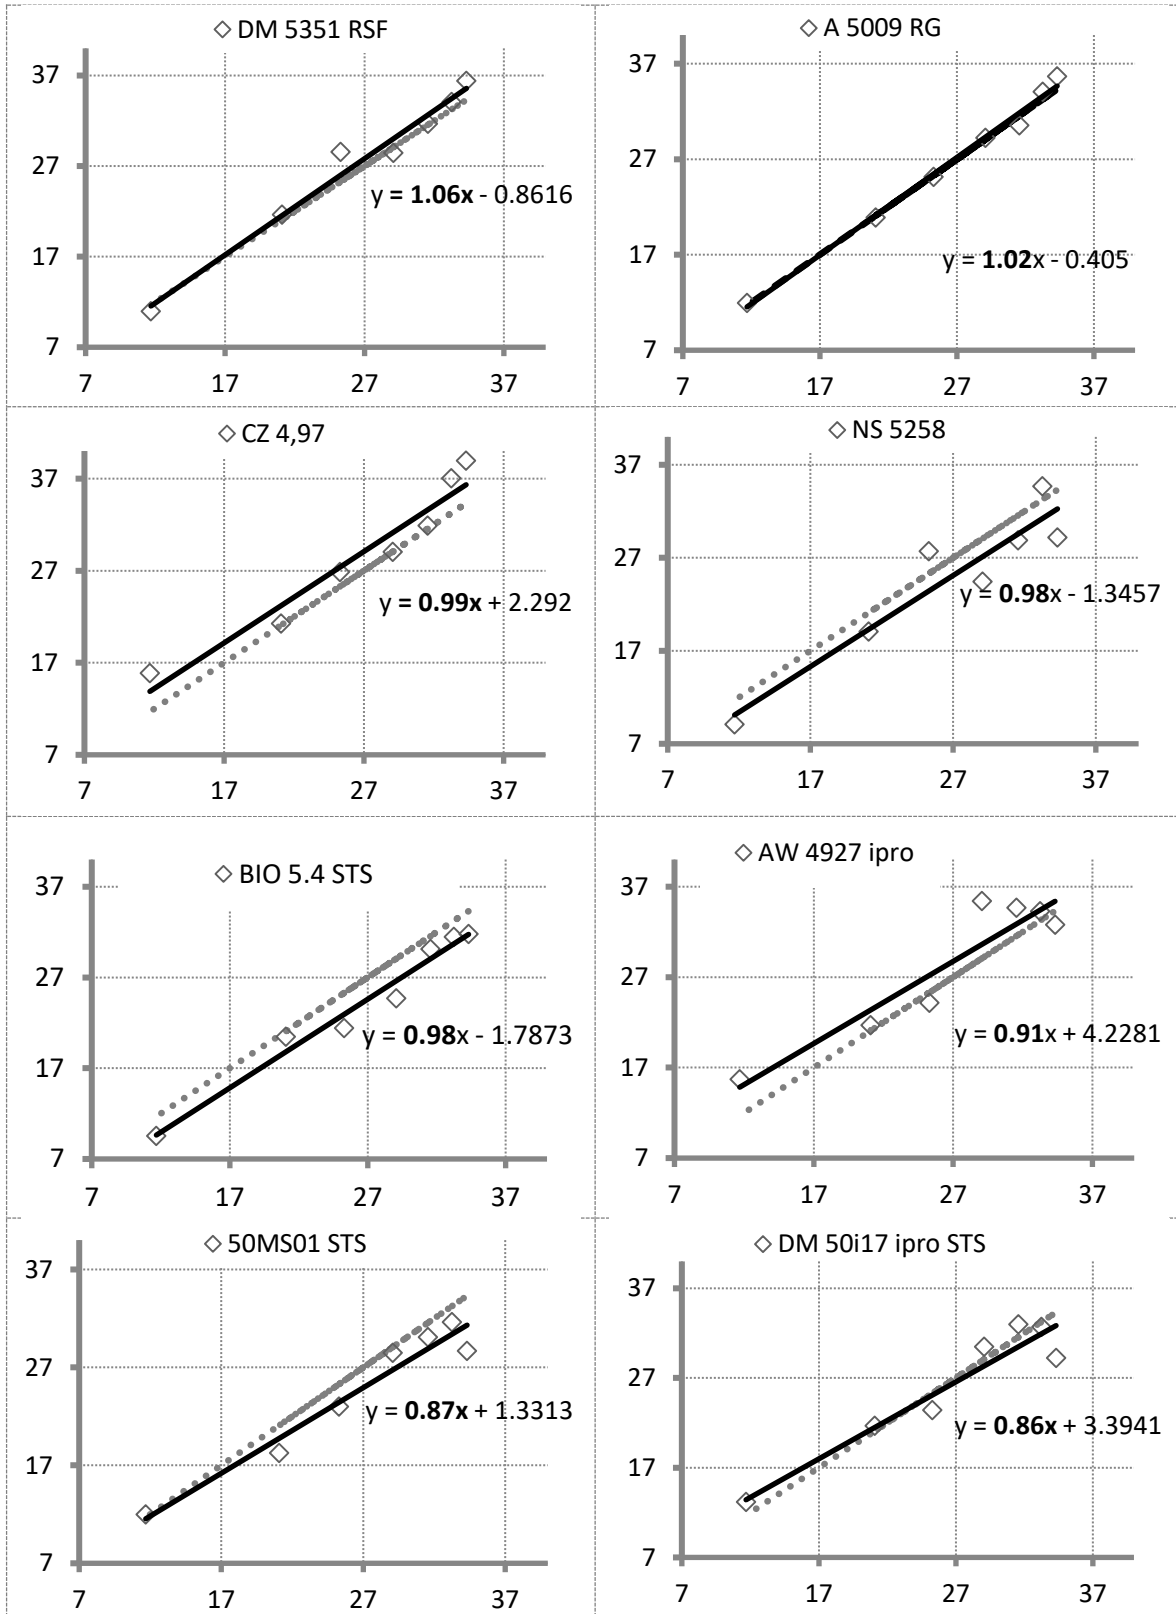 DM 5351 RSF
37
27
17
7
y = 1.06x - 0.8616
7 17 27 37
A 5009 RG
37
27
17
7
y = 1.02x - 0.405
7 17 27 37
CZ 4,97
37
27
17
7
y = 0.99x + 2.292
7 17 27 37
NS 5258
37
27
17
7
y = 0.98x - 1.3457
7 17 27 37
BIO 5.4 STS
37
27
17
7
y = 0.98x - 1.7873
7 17 27 37
AW 4927 ipro
37
27
17
7
y = 0.91x + 4.2281
7 17 27 37
50MS01 STS
37
27
17
7
y = 0.87x + 1.3313
7 17 27 37
DM 50i17 ipro STS
37
27
17
7
y = 0.86x + 3.3941
7 17 27 37